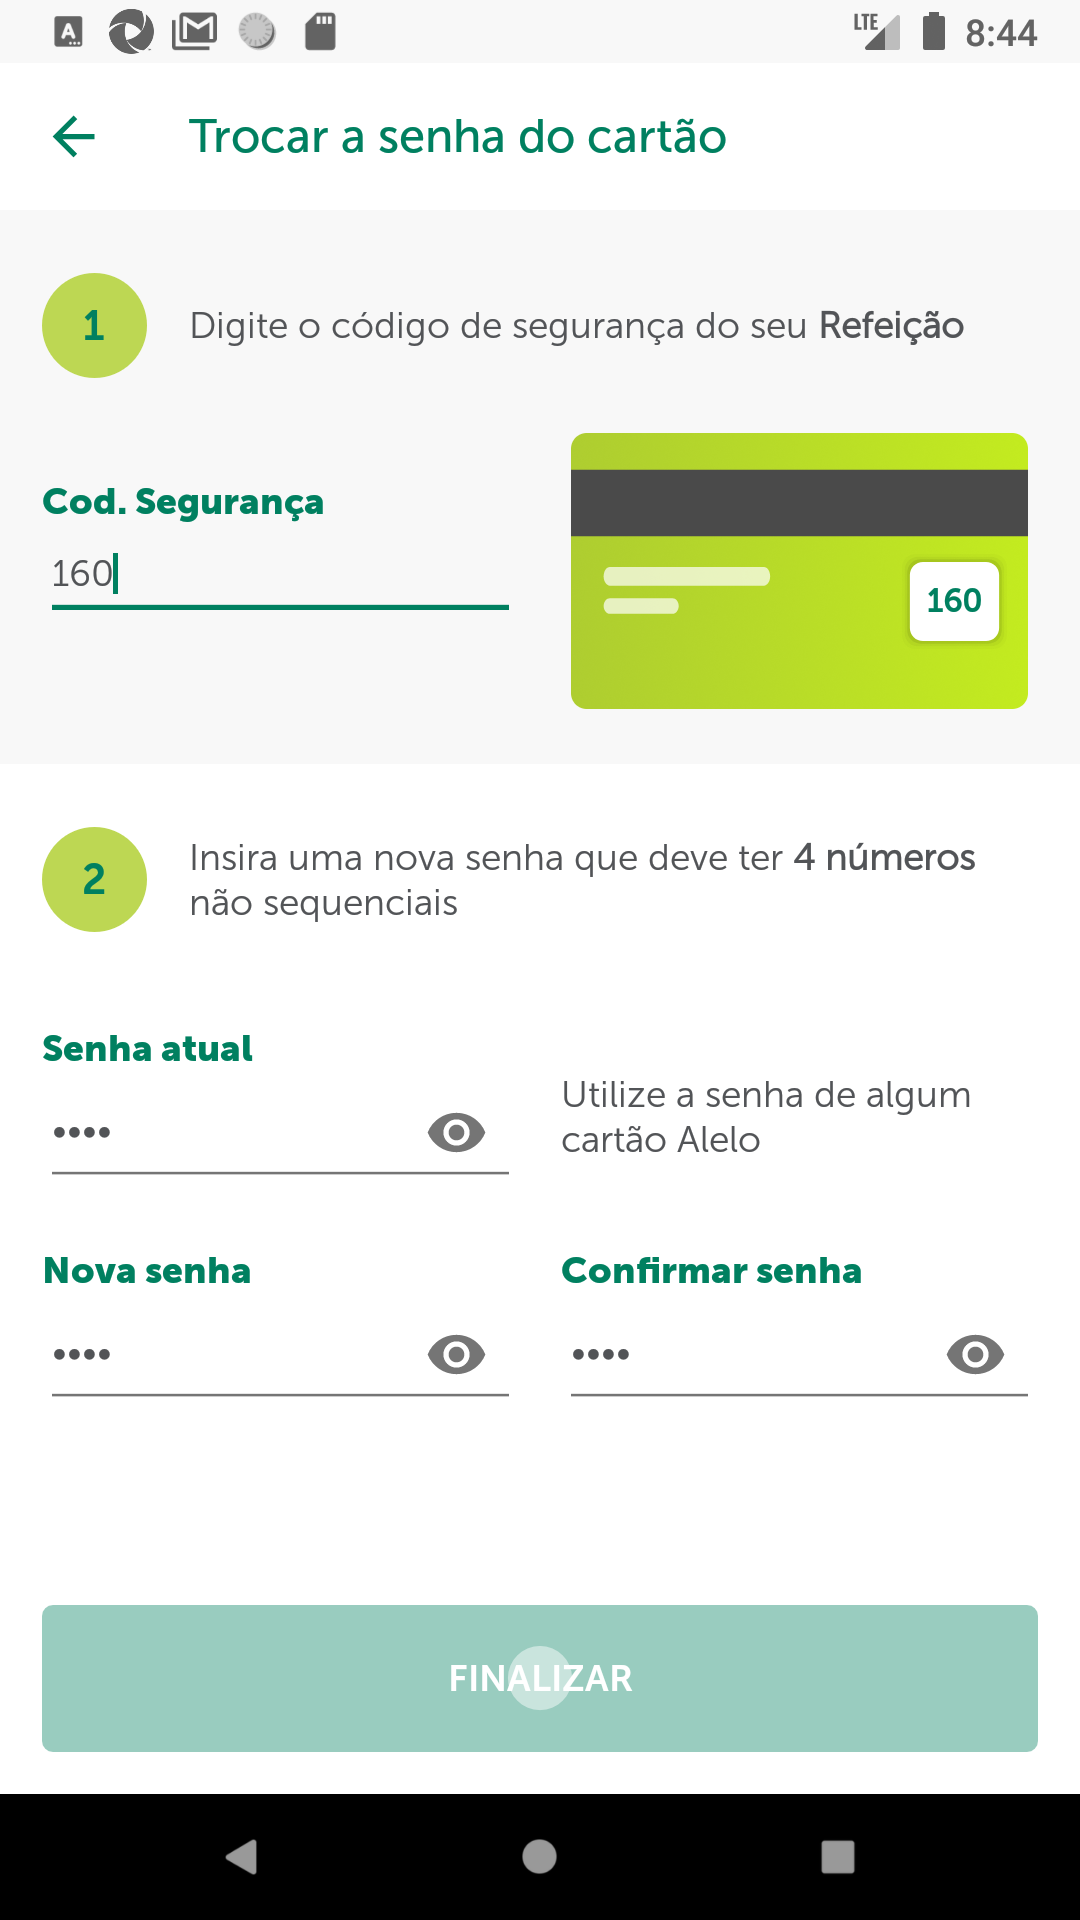 LTE 8:44
Trocar a senha do cartão
1 Digite o código de segurança do seu Refeição
Cod. Segurança
160
160
2 Insira uma nova senha que deve ter 4 números
não sequenciais
Senha atual
••••
Utilize a senha de algum
cartão Alelo
Nova senha
••••
Confirmar senha
••••
FINALIZAR